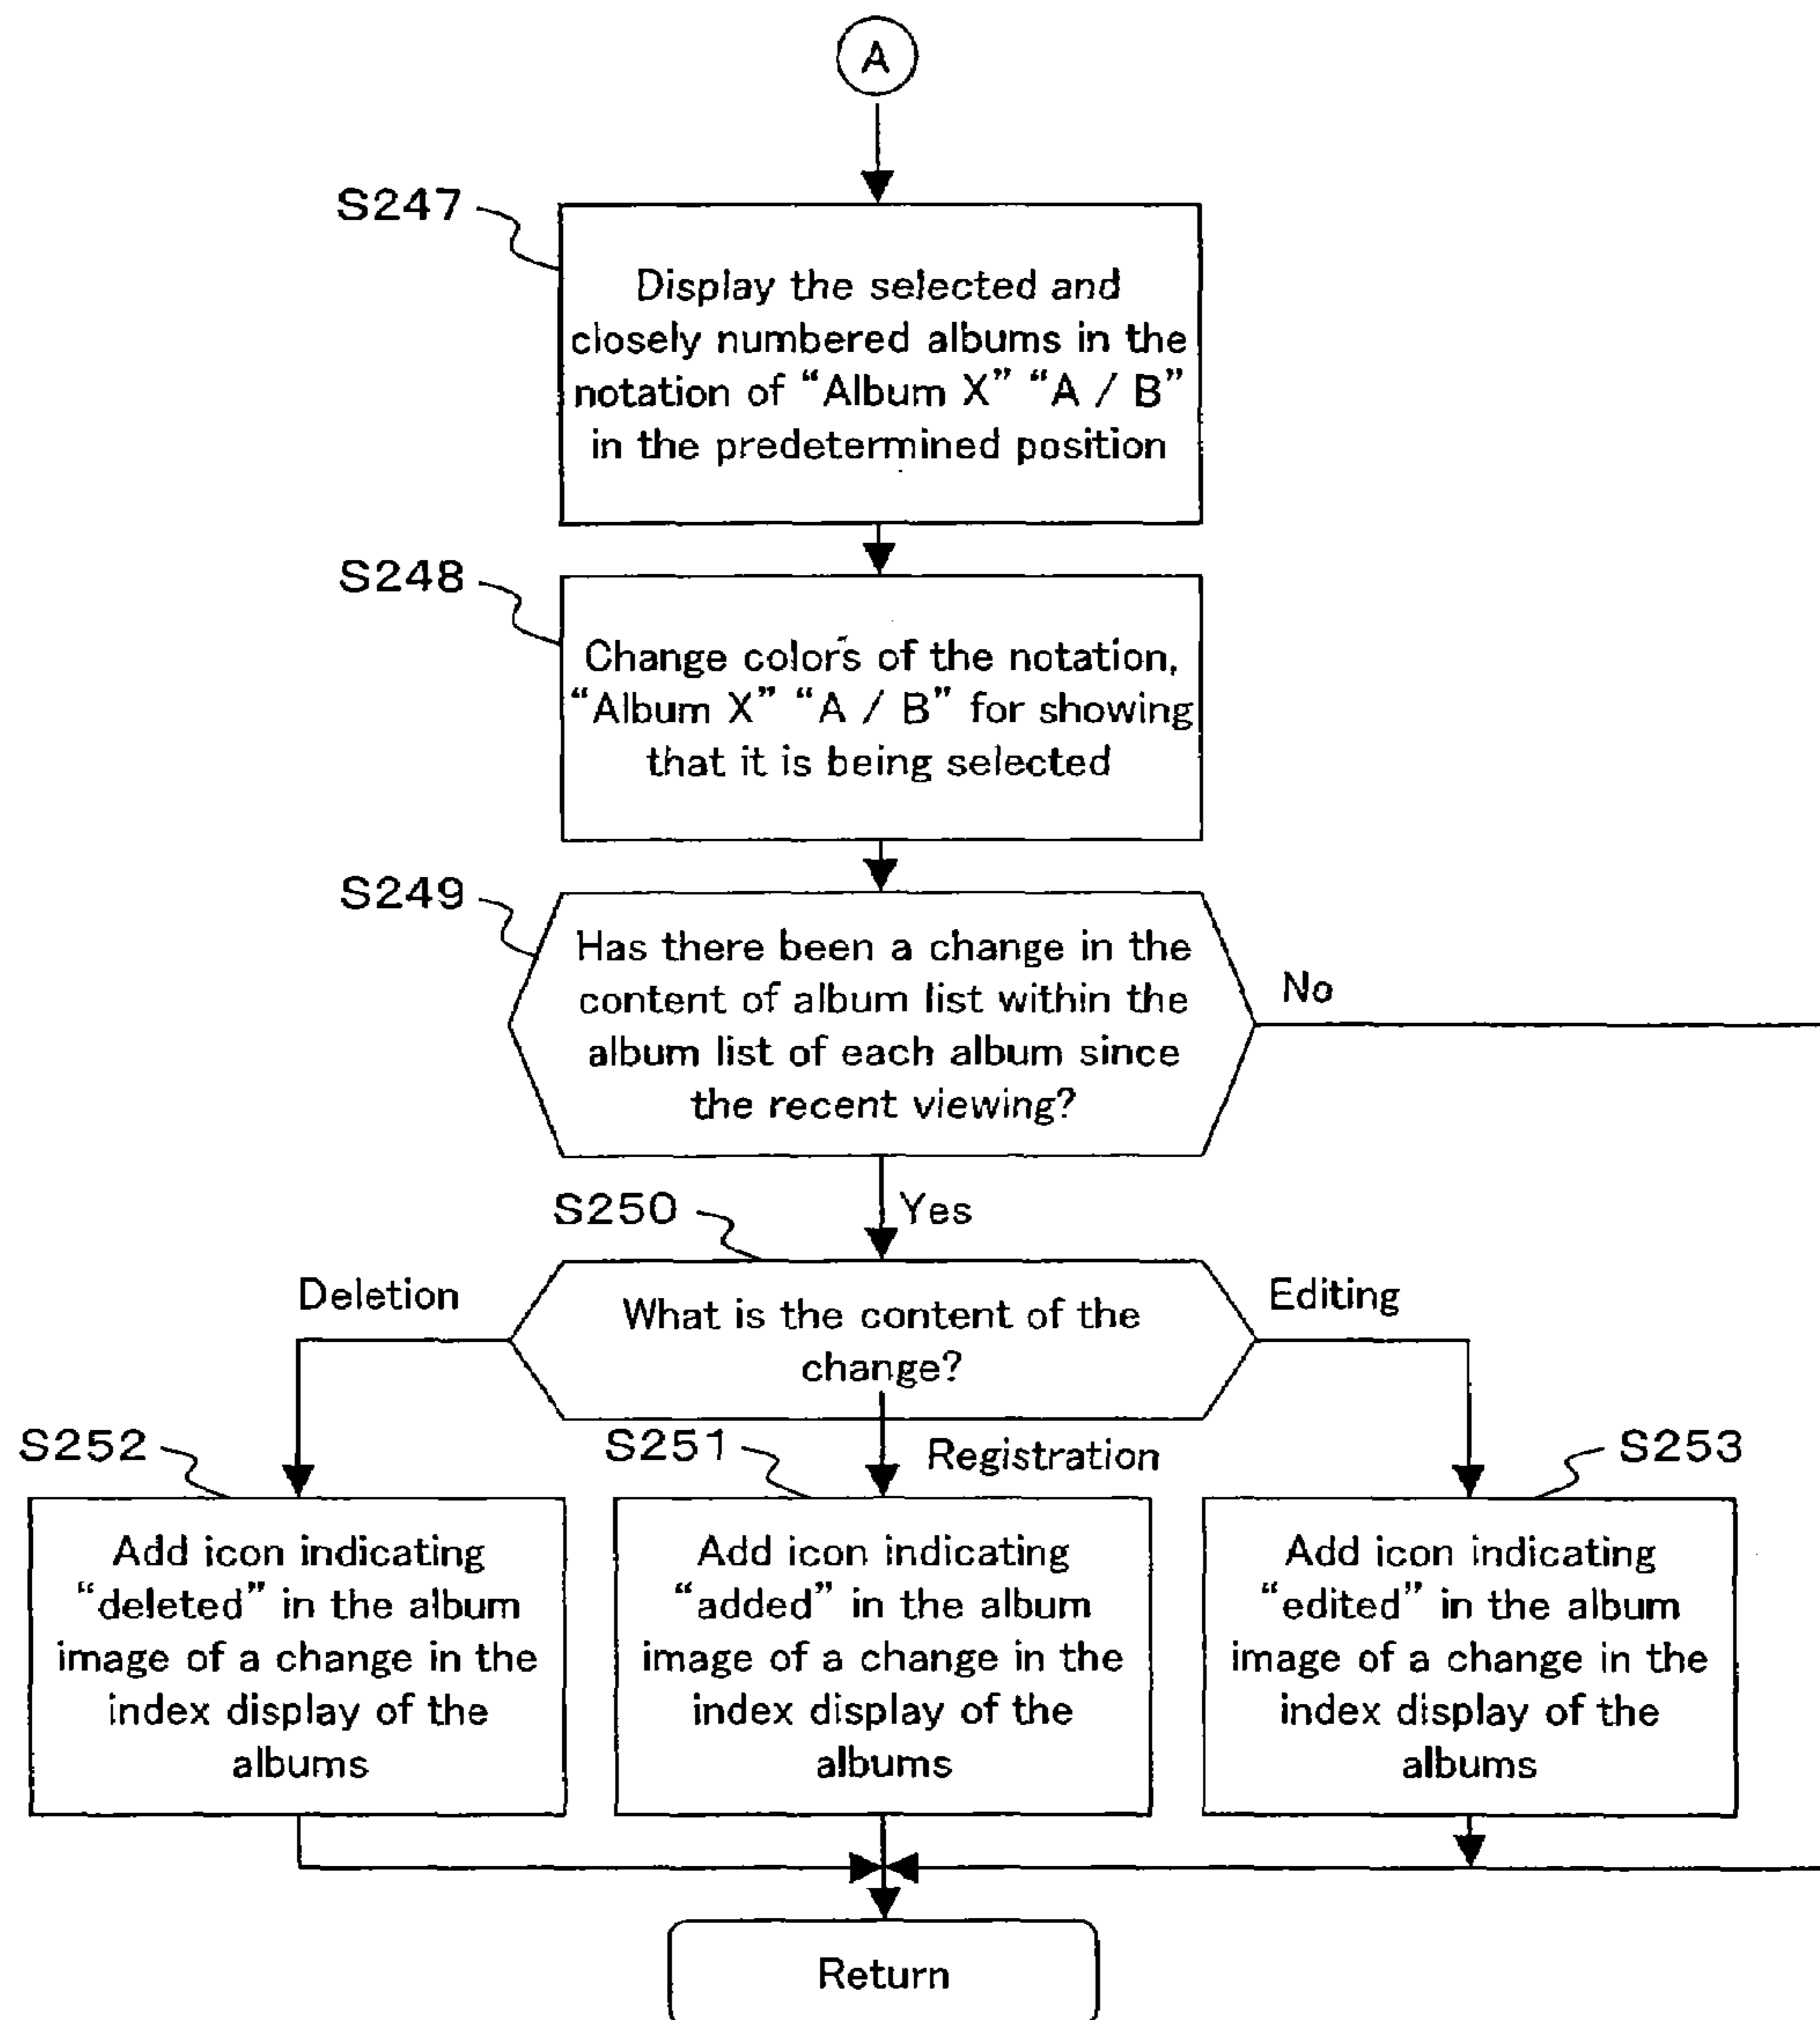 A
S247
Display the selected and
closely numbered albums in the
notation of “Album X” “A / B”
in the predetermined position
S248
Change colors of the notation,
“Album X” “A / B” for showing
that it is being selected
S249
Has there been a change in the
content of album list within the
album list of each album since
the recent viewing?
No
Yes
S250
What is the content of the
change?
Deletion
Editing
Registration
S252
Add icon indicating
“deleted” in the album
image of a change in the
index display of the
albums
S251
Add icon indicating
“added” in the album
image of a change in the
index display of the
albums
S253
Add icon indicating
“edited” in the album
image of a change in the
index display of the
albums
Return